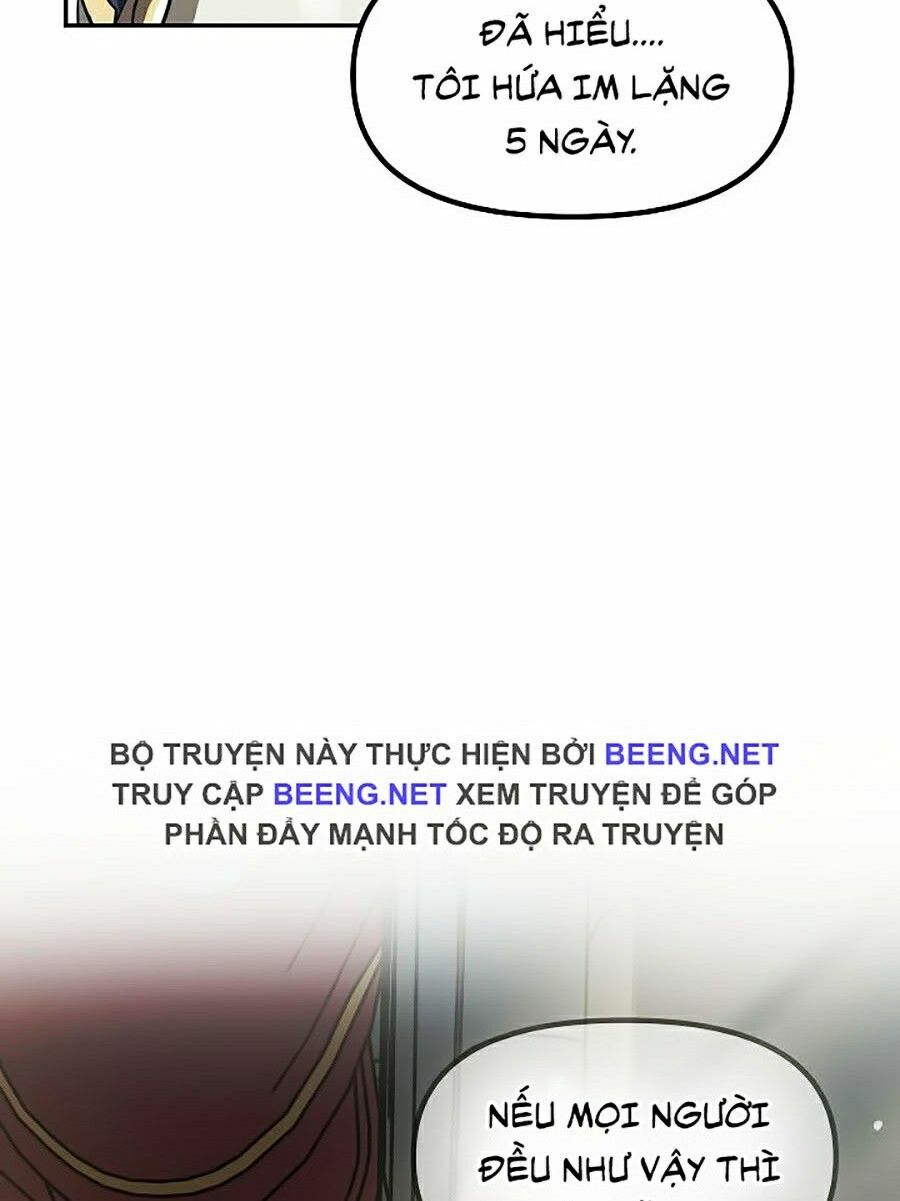 ĐÃ HIỂU....
TÔI HỨA IM LẶNG
5 NGÀY.
BỘ TRUYỆN NÀY THỰC HIỆN BỞI BEENG.NET
TRUY CẬP BEENG.NET XEM TRUYỆN ĐỂ GÓP
PHẦN ĐẨY MẠNH TỐC ĐỘ RA TRUYỆN
NẾU MỌI NGƯỜI
ĐỀU NHƯ VẬY THÌ